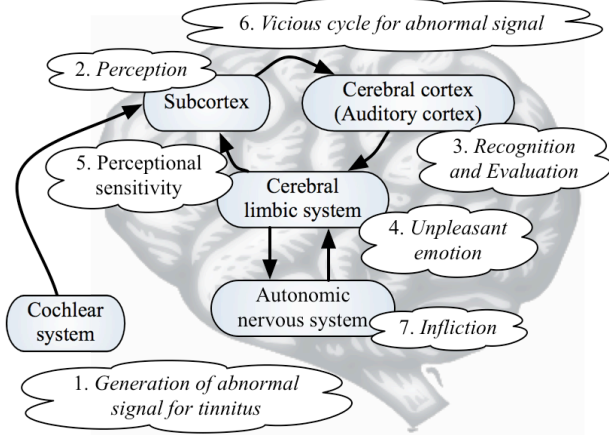 6. Vicious cycle for abnormal signal
2. Perception
Subcortex
Cerebral cortex
(Auditory cortex)
3. Recognition
and Evaluation
5. Perceptional
sensitivity
Cerebral
limbic system
4. Unpleasant
emotion
Autonomic
nervous system
7. Infliction
Cochlear
system
1. Generation of abnormal
signal for tinnitus